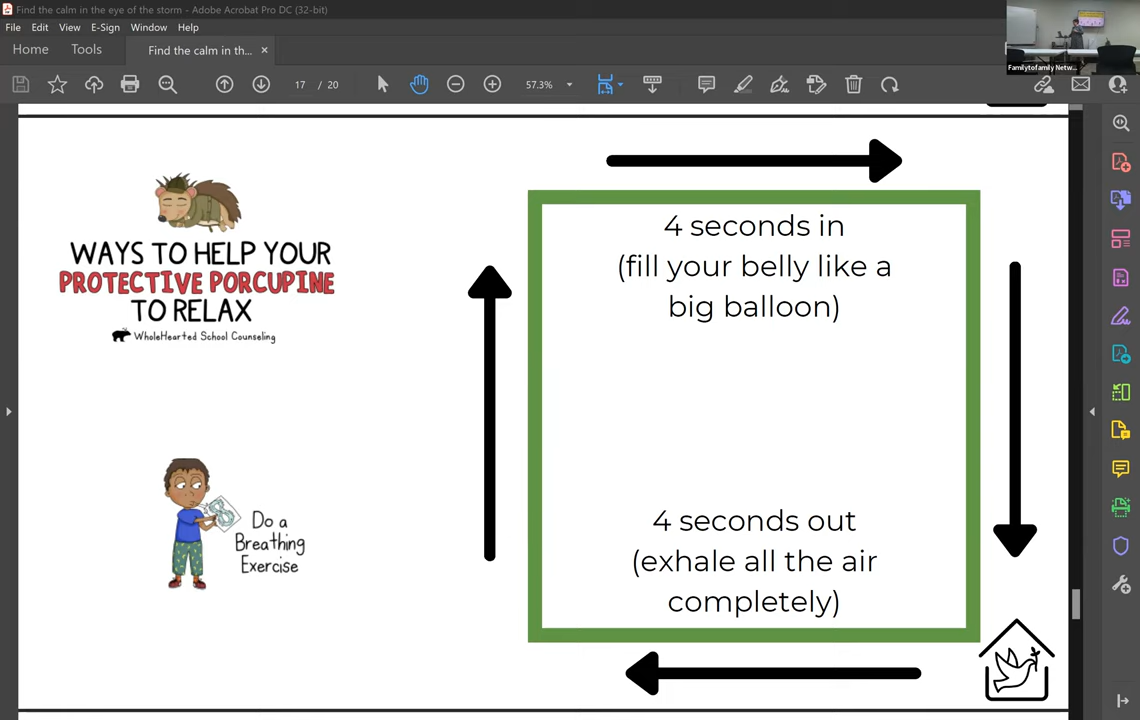 Find the calm in the eye of the storm - Adobe Acrobat Pro DC (32-bit)
File Edit View E-Sign Window Help
Home Tools Find the calm in th... ×
17 / 20 57.3%
Familytofamily Netw...
WAYS TO HELP YOUR
PROTECTIVE PORCUPINE
TO RELAX
WholeHearted School Counseling
Do a
Breathing
Exercise
4 seconds in
(fill your belly like a
big balloon)
4 seconds out
(exhale all the air
completely)